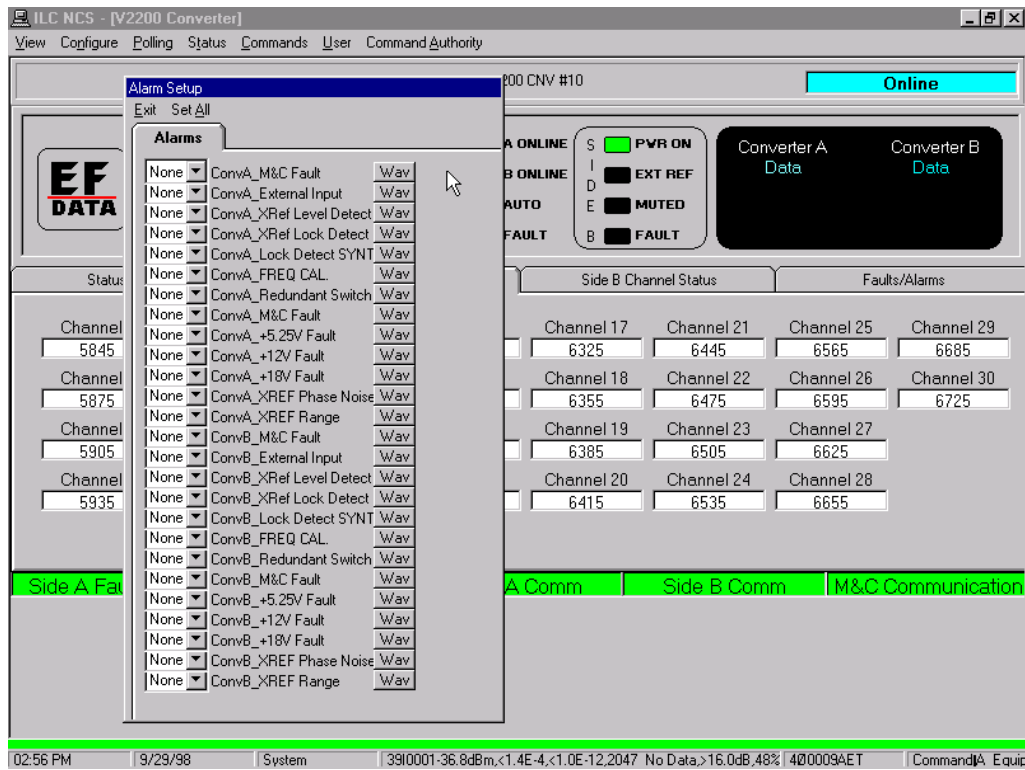 ILC NCS - [V2200 Converter]
View Configure Polling Status Commands User Command Authority
200 CNV #10
Online
Alarm Setup
Exit Set All
Alarms
None ConvA_M&C Fault Wav
None ConvA_External Input Wav
None ConvA_XRef Level Detect Wav
None ConvA_XRef Lock Detect Wav
None ConvA_Lock Detect SYNT Wav
None ConvA_FREQ CAL. Wav
None ConvA_Redundant Switch Wav
None ConvA_M&C Fault Wav
None ConvA_+5.25V Fault Wav
None ConvA_+12V Fault Wav
None ConvA_+18V Fault Wav
None ConvA_XREF Phase Noise Wav
None ConvA_XREF Range Wav
None ConvB_M&C Fault Wav
None ConvB_External Input Wav
None ConvB_XRef Level Detect Wav
None ConvB_XRef Lock Detect Wav
None ConvB_Lock Detect SYNT Wav
None ConvB_FREQ CAL. Wav
None ConvB_Redundant Switch Wav
None ConvB_M&C Fault Wav
None ConvB_+5.25V Fault Wav
None ConvB_+12V Fault Wav
None ConvB_+18V Fault Wav
None ConvB_XREF Phase Noise Wav
None ConvB_XREF Range Wav
EF
DATA
A ONLINE
B ONLINE
AUTO
FAULT
SIDE B
PWR ON
EXT REF
MUTED
FAULT
Converter A Converter B
Data Data
Status Side B Channel Status Faults/Alarms
Channel Channel 17 Channel 21 Channel 25 Channel 29
5845 6325 6445 6565 6685
Channel Channel 18 Channel 22 Channel 26 Channel 30
5875 6355 6475 6595 6725
Channel Channel 19 Channel 23 Channel 27
5905 6385 6505 6625
Channel Channel 20 Channel 24 Channel 28
5935 6415 6535 6655
Side A Fau A Comm Side B Comm M&C Communication
02:56 PM 9/29/98 System 39I0001-36.8dBm,<1.4E-4,<1.0E-12,2047 No Data,>16.0dB,48% 4Ø0009AET Command A Equip